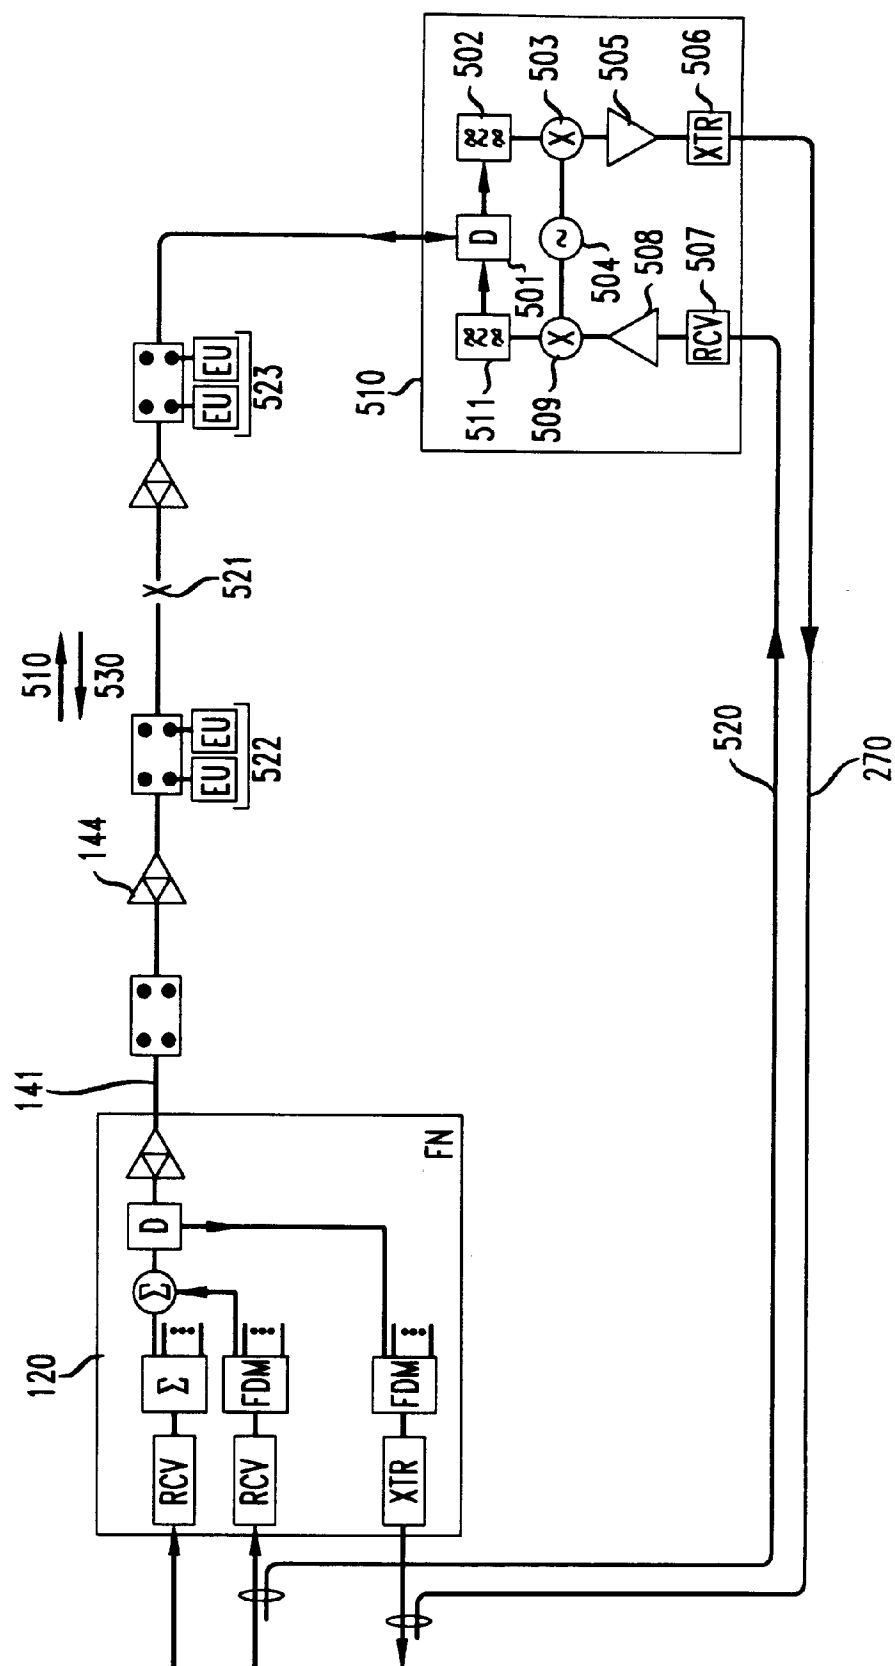 120
RCV
Σ
Σ
D
RCV
FDM
XTR
FDM
FN
141
144
EU
EU
522
510
530
521
EU
EU
523
510
511
D
501
502
X
509
~
504
X
503
508
505
RCV
507
XTR
506
520
270